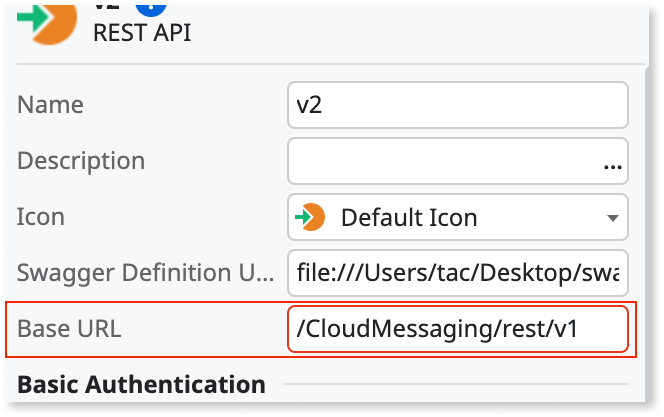 v2
REST API
Name v2
Description ...
Icon Default Icon
Swagger Definition U... file:///Users/tac/Desktop/swa
Base URL /CloudMessaging/rest/v1
Basic Authentication